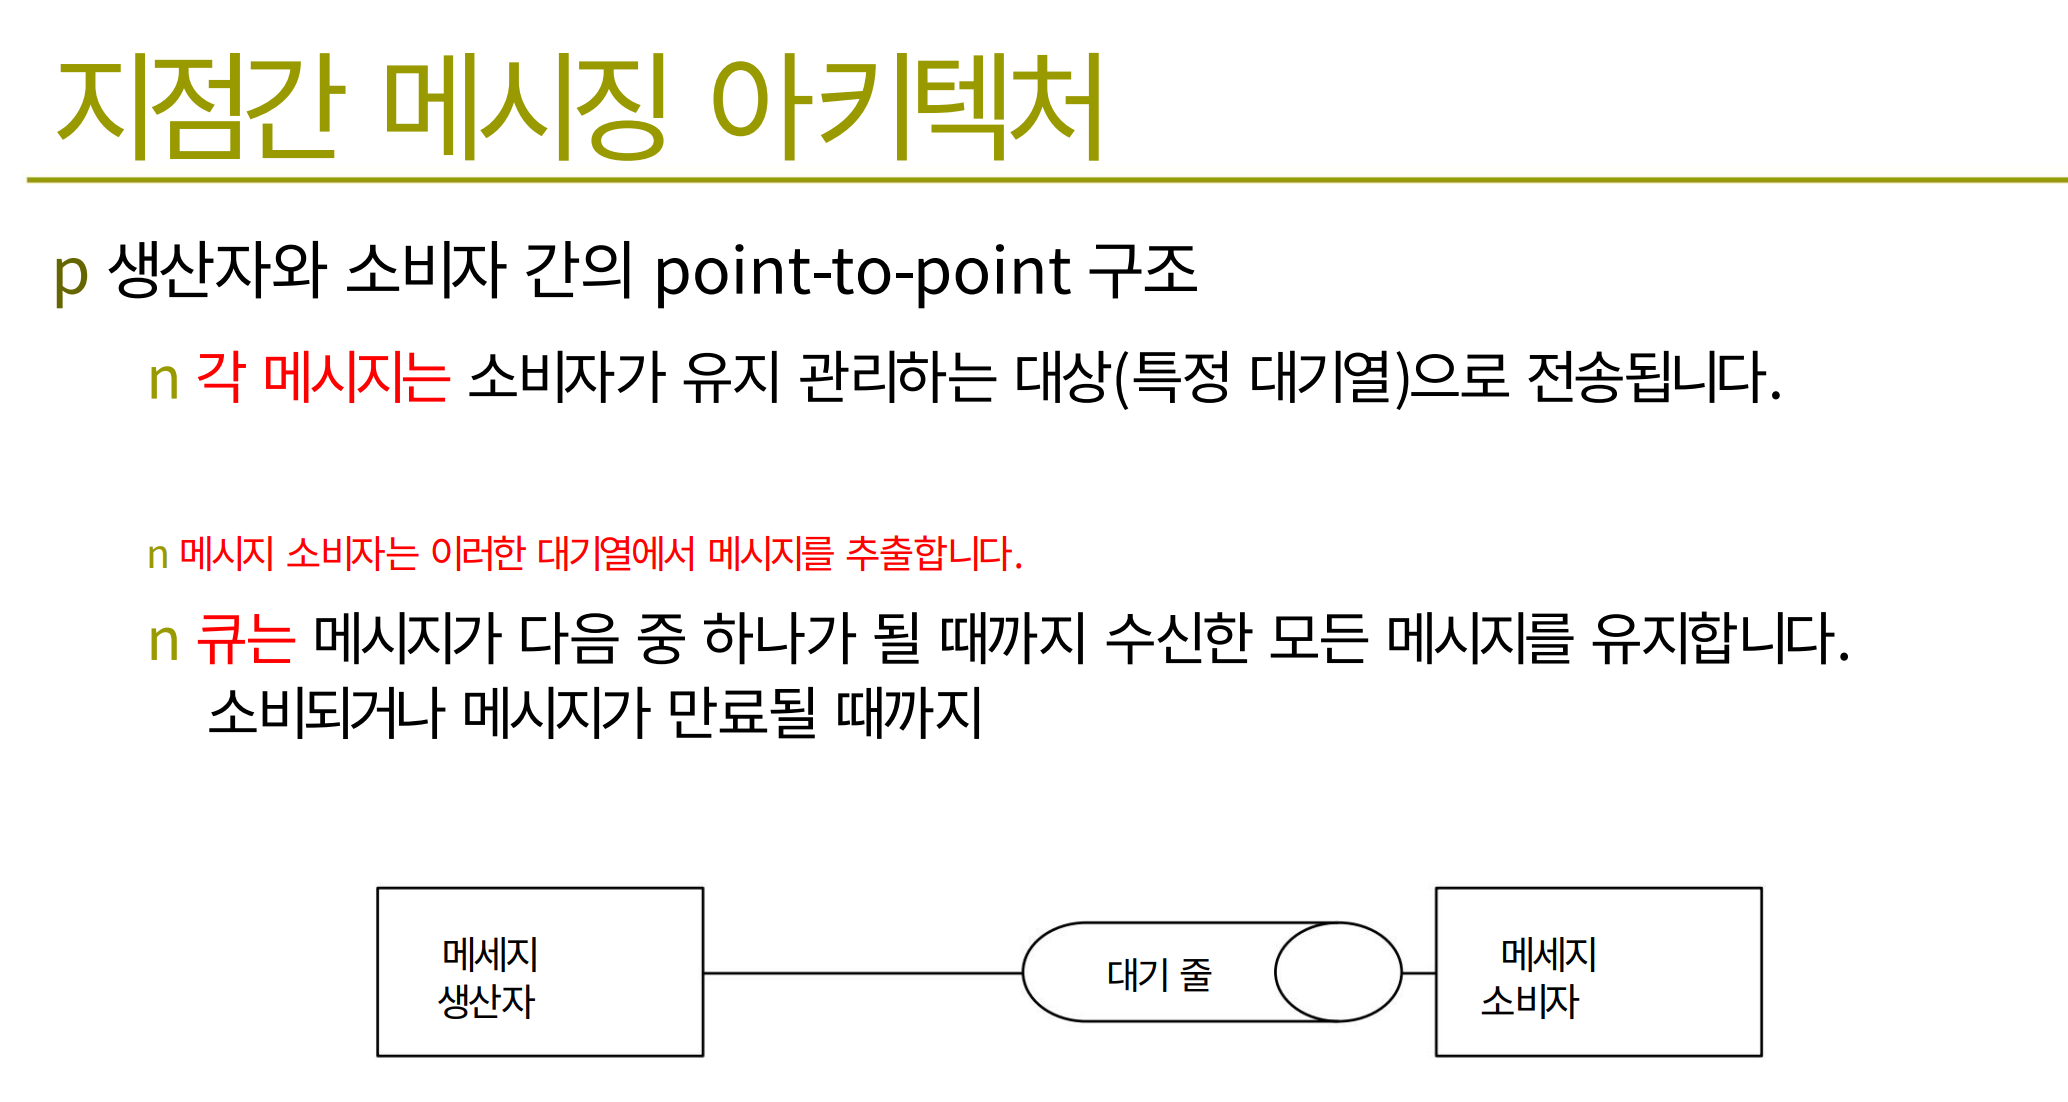 지점간 메시징 아키텍처
p 생산자와 소비자 간의 point-to-point 구조
n 각 메시지는 소비자가 유지 관리하는 대상(특정 대기열)으로 전송됩니다.
n 메시지 소비자는 이러한 대기열에서 메시지를 추출합니다.
n 큐는 메시지가 다음 중 하나가 될 때까지 수신한 모든 메시지를 유지합니다.
소비되거나 메시지가 만료될 때까지
메세지
생산자
대기 줄
메세지
소비자